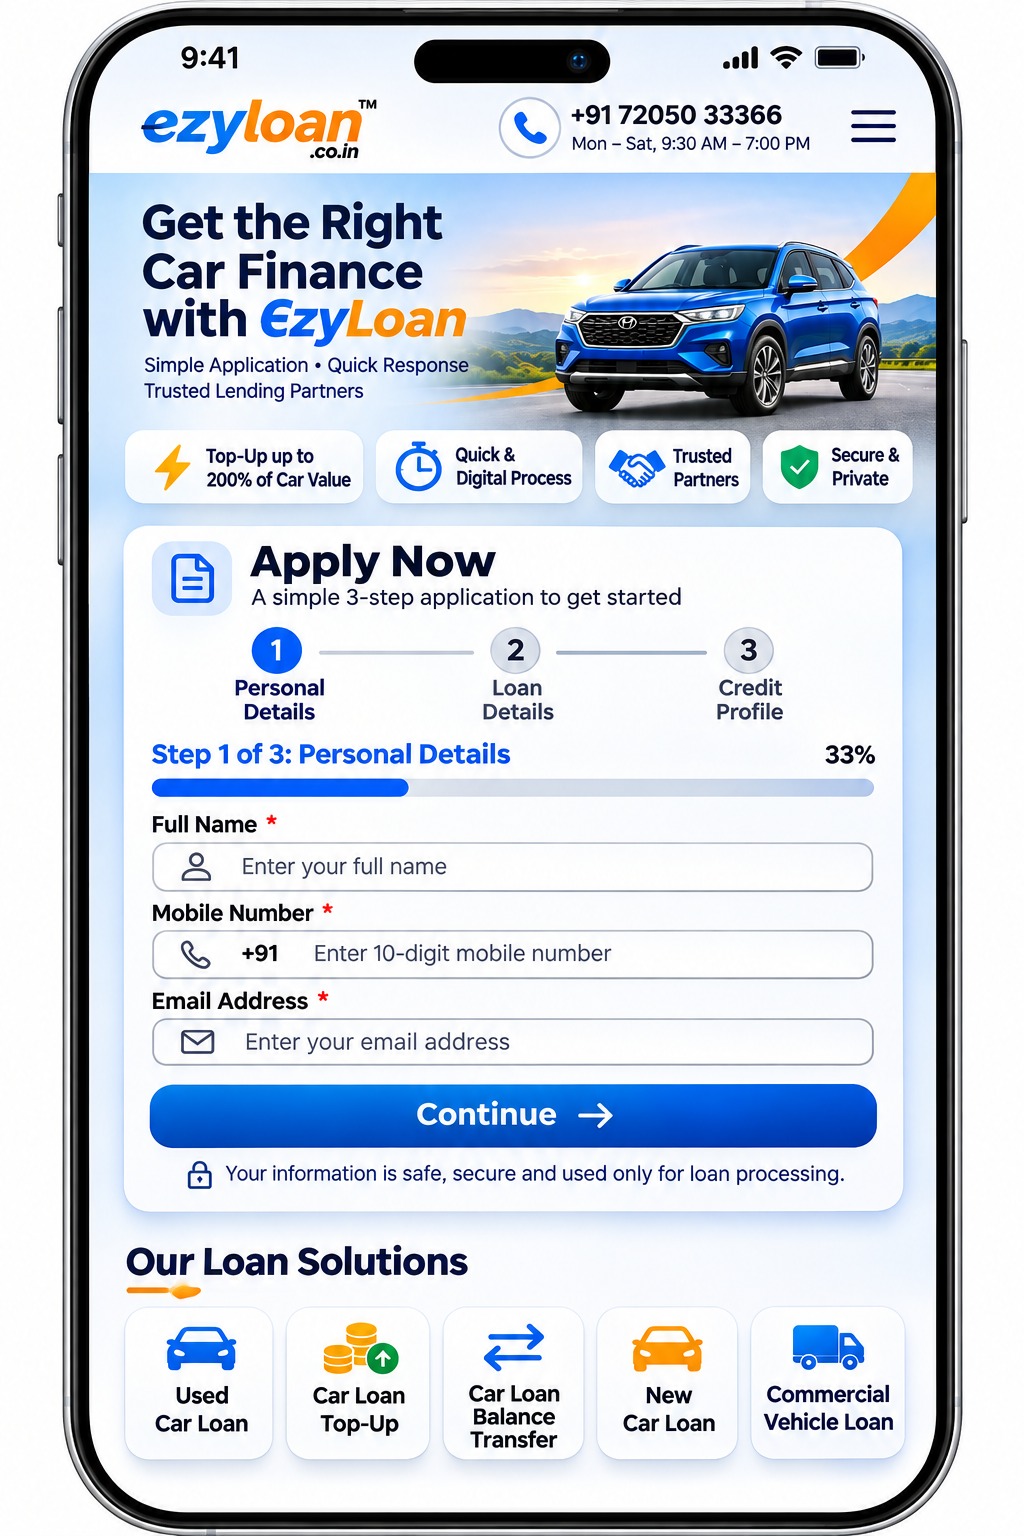 9:41
ezyloan™
.co.in
+91 72050 33366
Mon – Sat, 9:30 AM – 7:00 PM
Get the Right
Car Finance
with EzyLoan
Simple Application • Quick Response
Trusted Lending Partners
Top-Up up to
200% of Car Value
Quick &
Digital Process
Trusted
Partners
Secure &
Private
Apply Now
A simple 3-step application to get started
1
Personal
Details
2
Loan
Details
3
Credit
Profile
Step 1 of 3: Personal Details
33%
Full Name *
Enter your full name
Mobile Number *
+91 Enter 10-digit mobile number
Email Address *
Enter your email address
Continue →
Your information is safe, secure and used only for loan processing.
Our Loan Solutions
Used
Car Loan
Car Loan
Top-Up
Car Loan
Balance
Transfer
New
Car Loan
Commercial
Vehicle Loan